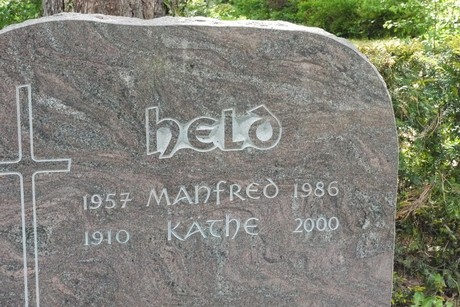 held
1957 MANFRED 1986
1910 KÄTHE 2000